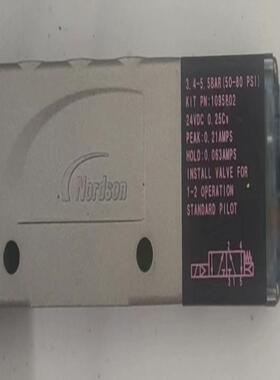 Nordson
3.4-5.5BAR(50-80 PSI)
KIT PN:1095802
24VDC 0.25Cv
PEAK:0.21AMPS
HOLD:0.063AMPS
INSTALL VALVE FOR
1-2 OPERATION
STANDARD PILOT